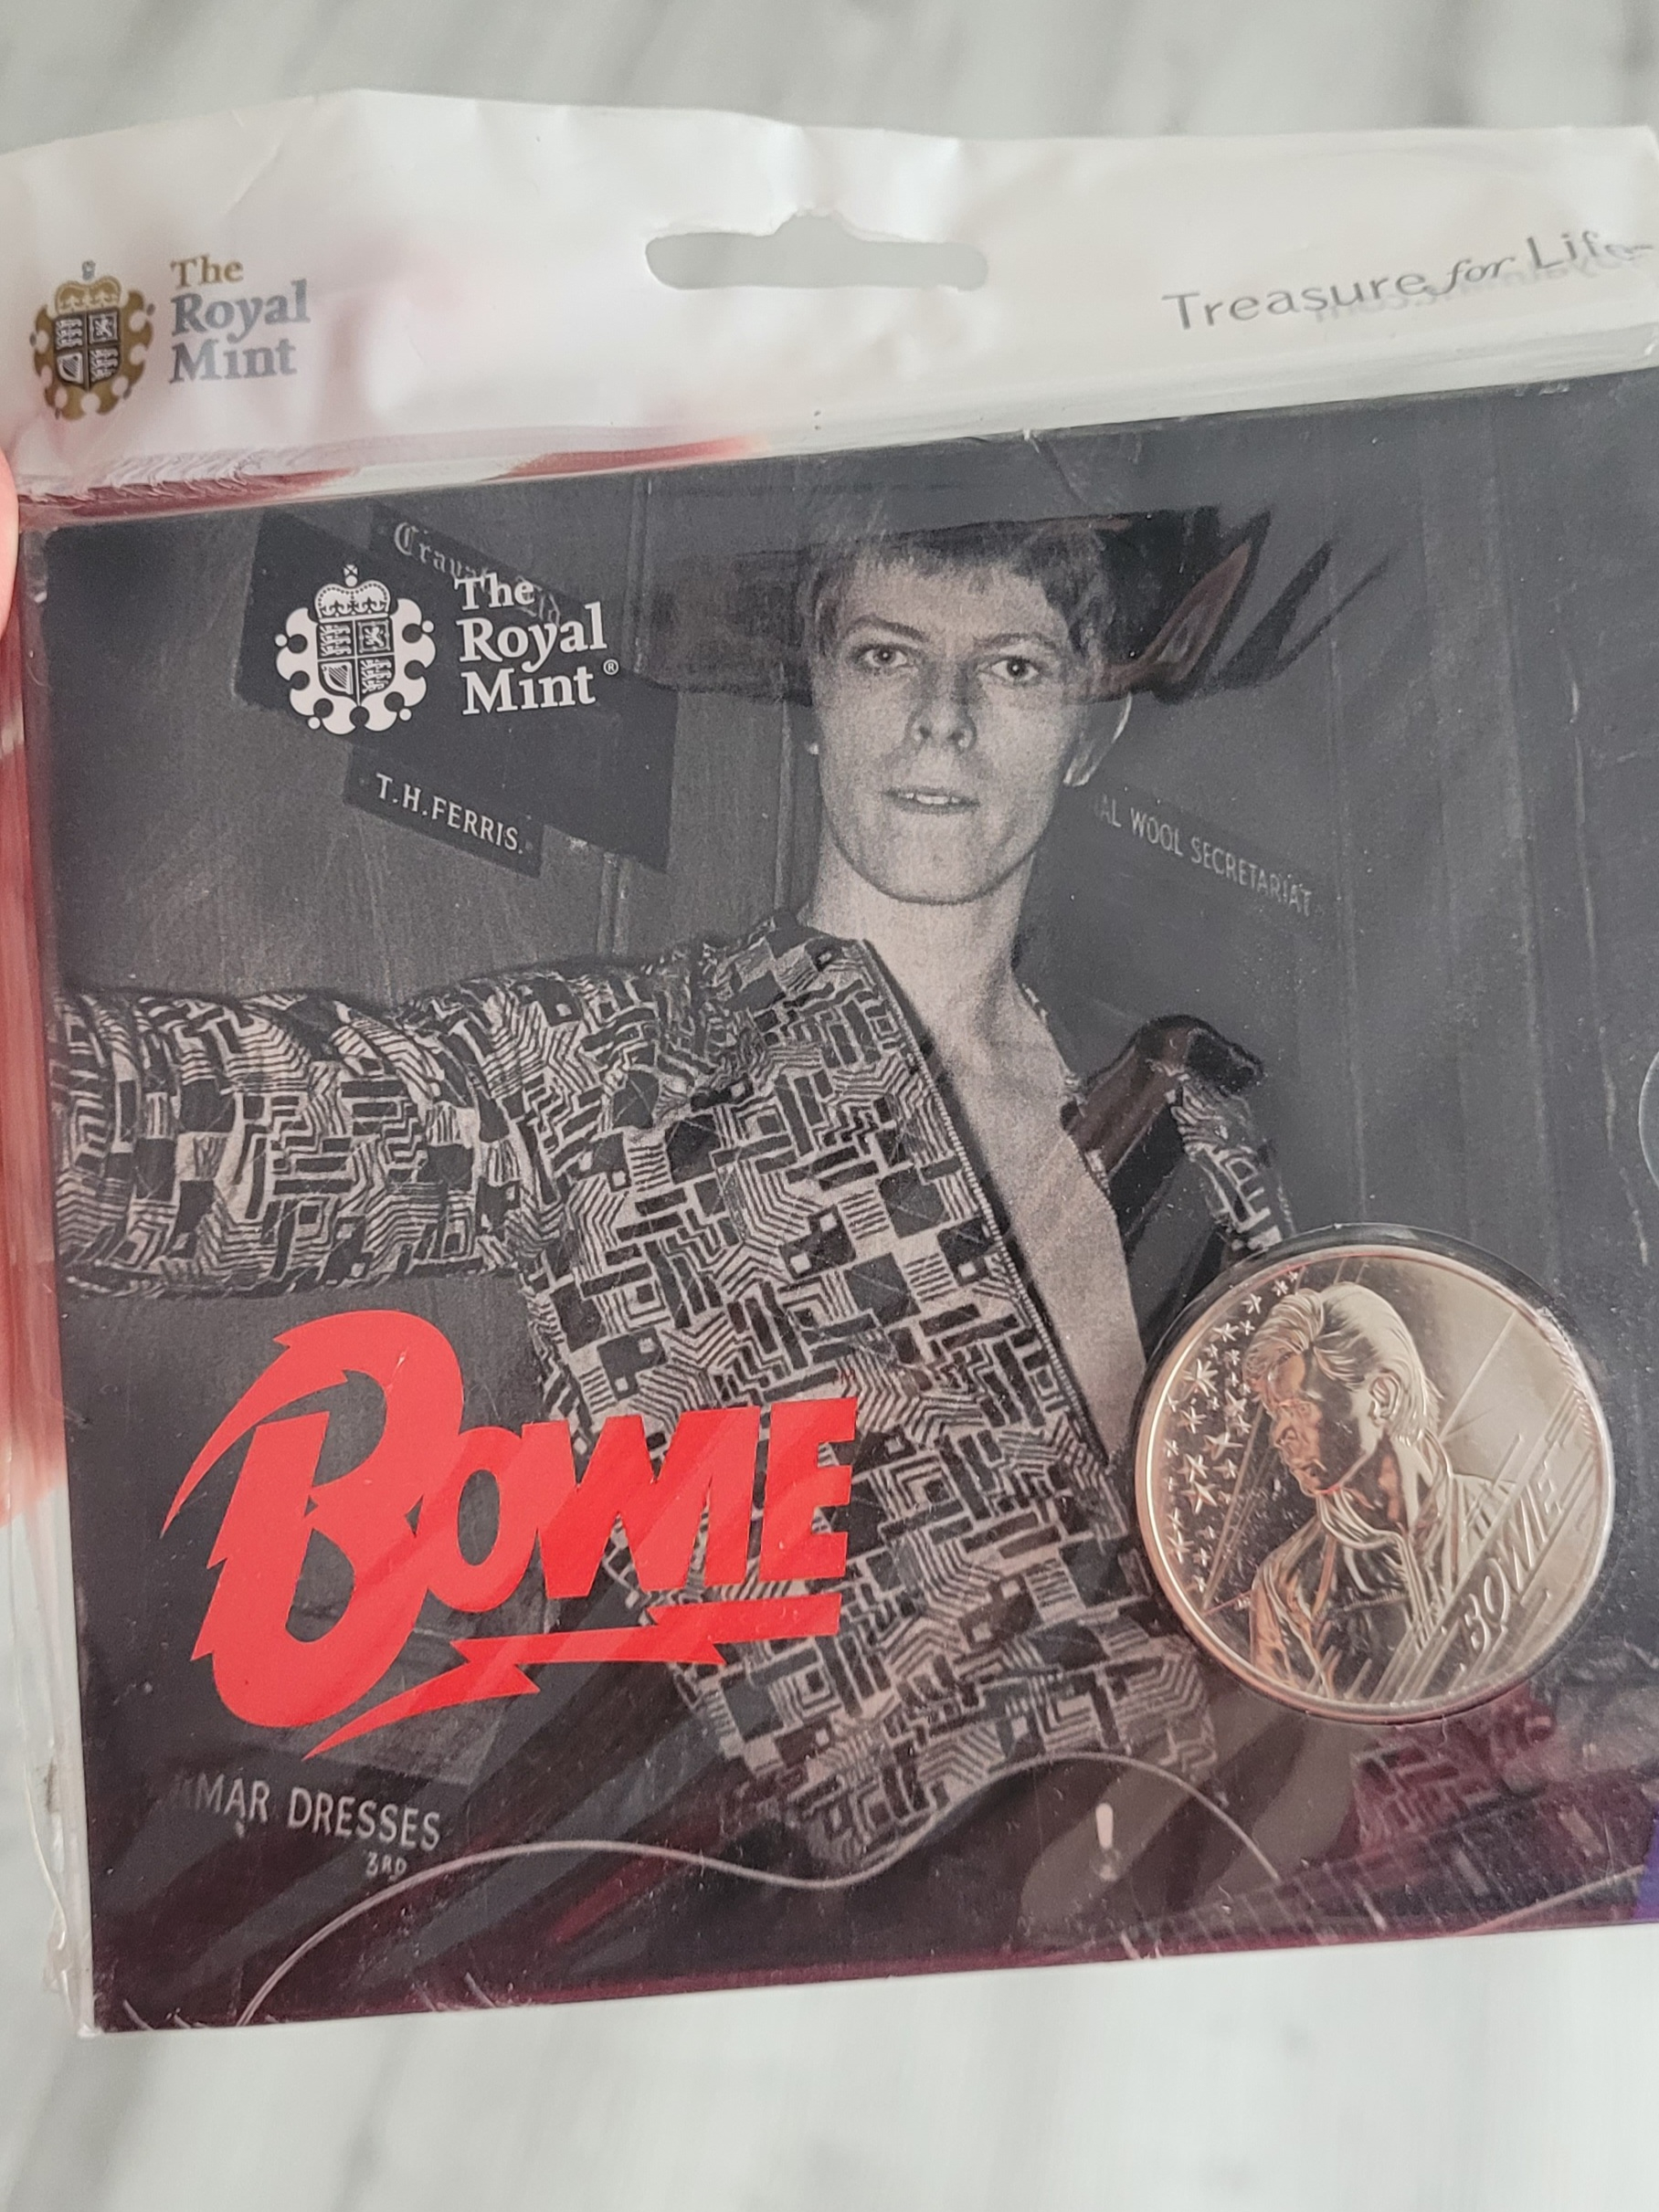 The
Royal
Mint
Treasure for Life
The
Royal
Mint®
T.H.FERRIS.
AL WOOL SECRETARIAT
BOWIE
BOWIE
MAR DRESSES
3RD